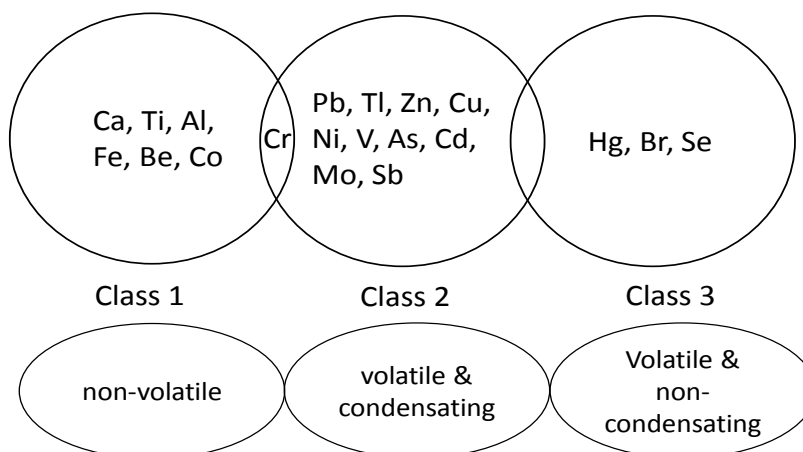 Ca, Ti, Al,
Fe, Be, Co
Cr
Pb, Tl, Zn, Cu,
Ni, V, As, Cd,
Mo, Sb
Hg, Br, Se
Class 1
Class 2
Class 3
non-volatile
volatile &
condensating
Volatile &
non-
condensating